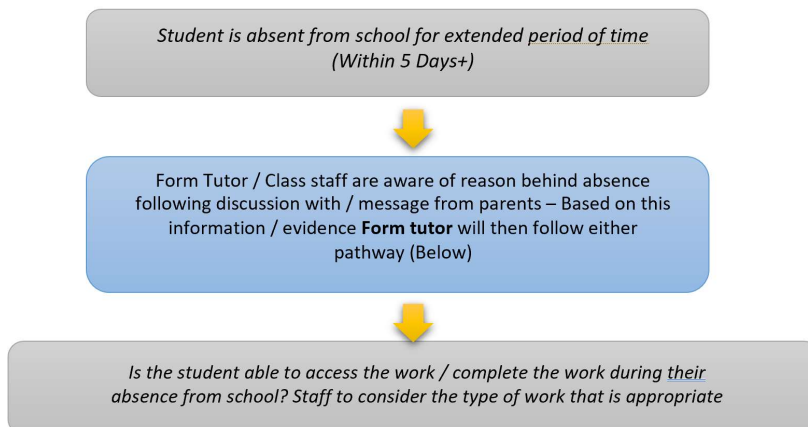 Student is absent from school for extended period of time
(Within 5 Days+)
Form Tutor / Class staff are aware of reason behind absence
following discussion with / message from parents – Based on this
information / evidence Form tutor will then follow either
pathway (Below)
Is the student able to access the work / complete the work during their
absence from school? Staff to consider the type of work that is appropriate